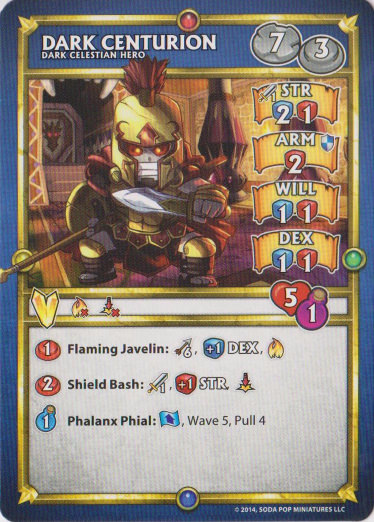 DARK CENTURION
DARK CELESTIAN HERO
7 3
STR
2 1
ARM
2
WILL
1 1
DEX
1 1
5
1
1 Flaming Javelin: 6, +1 DEX,
2 Shield Bash: 1, +1 STR,
1 Phalanx Phial: , Wave 5, Pull 4
© 2014, SODA POP MINIATURES LLC